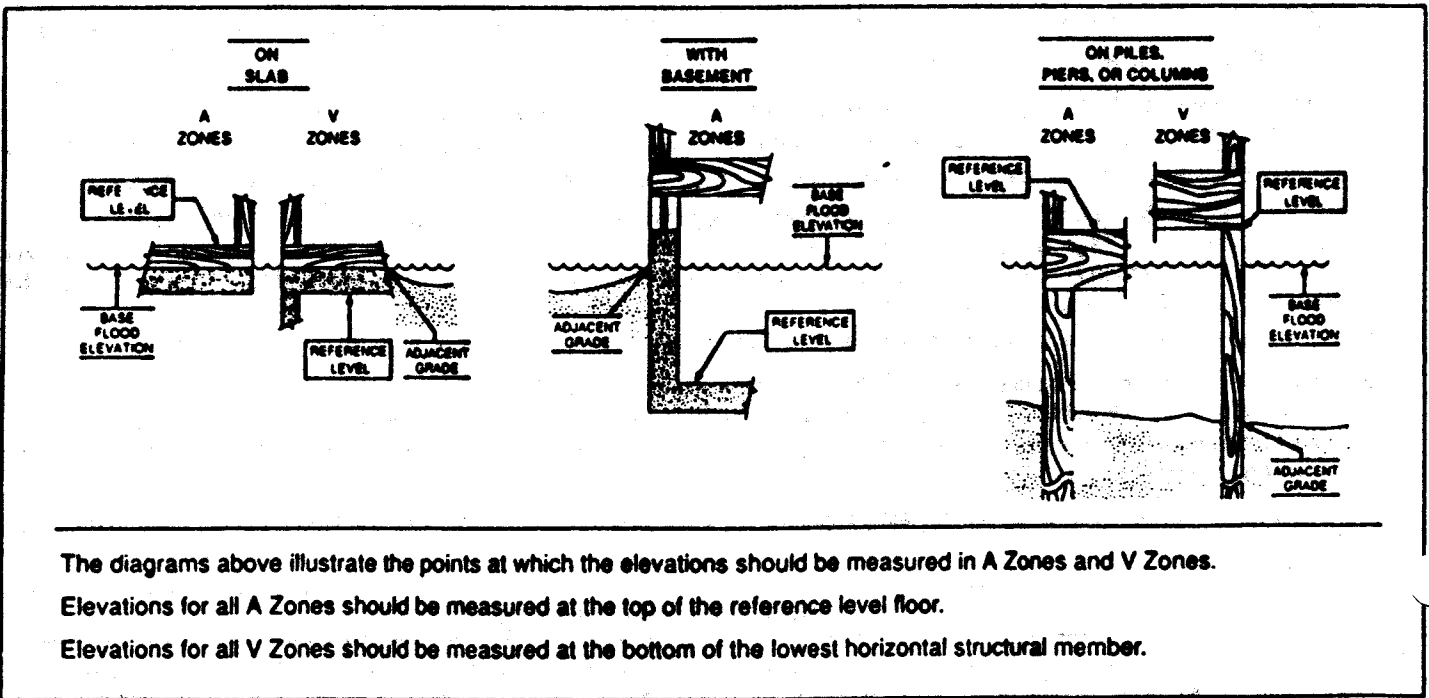 ON
SLAB
A
ZONES
V
ZONES
REFE NCE
LEVEL
BASE
FLOOD
ELEVATION
REFERENCE
LEVEL
ADJACENT
GRADE
WITH
BASEMENT
A
ZONES
BASE
FLOOD
ELEVATION
ADJACENT
GRADE
REFERENCE
LEVEL
ON PILES,
PIERS, OR COLUMNS
A
ZONES
V
ZONES
REFERENCE
LEVEL
REFERENCE
LEVEL
BASE
FLOOD
ELEVATION
ADJACENT
GRADE
The diagrams above illustrate the points at which the elevations should be measured in A Zones and V Zones.
Elevations for all A Zones should be measured at the top of the reference level floor.
Elevations for all V Zones should be measured at the bottom of the lowest horizontal structural member.